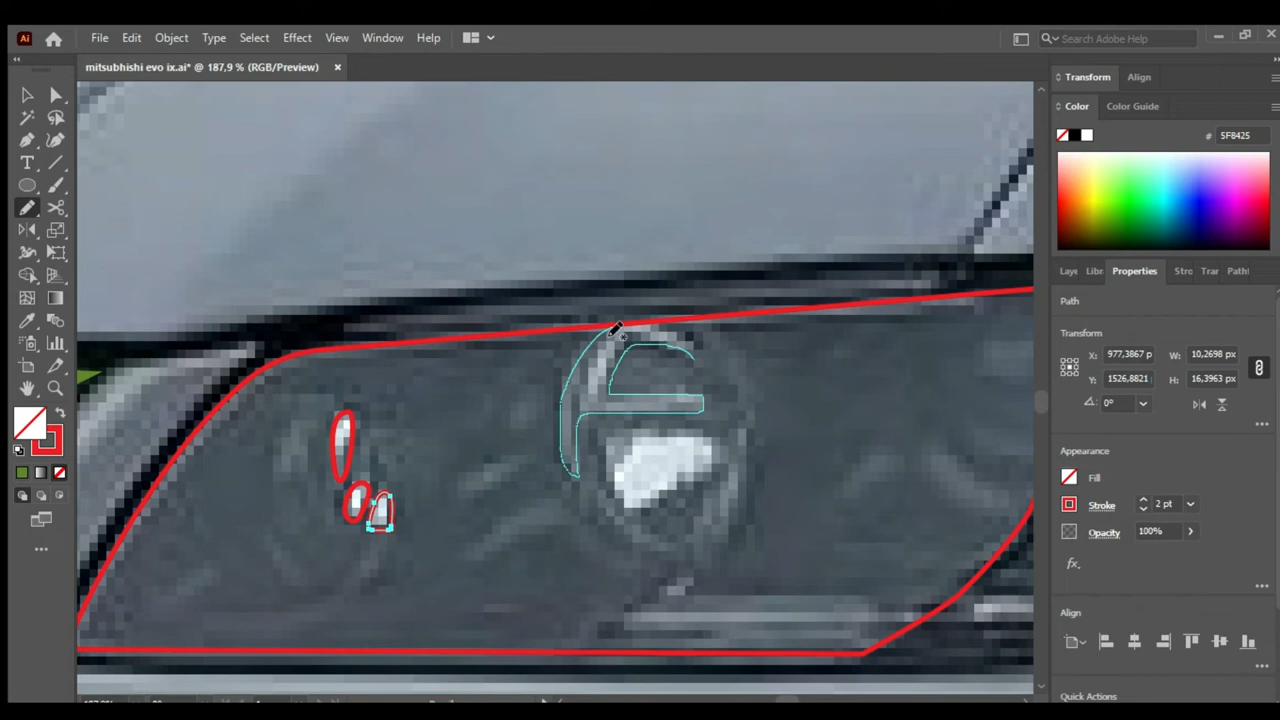 Ai File Edit Object Type Select Effect View Window Help Search Adobe Help
mitsubhishi evo ix.ai* @ 187,9 % (RGB/Preview) ×
Transform Align
Color Color Guide
# 5F8425
Laye Libr Properties Stro Trar Pathf
Path
Transform
X: 977,3867 p W: 10,2698 px
Y: 1526,8821 H: 16,3963 px
0°
Appearance
Fill
Stroke 2 pt
Opacity 100%
fx
Align
Quick Actions